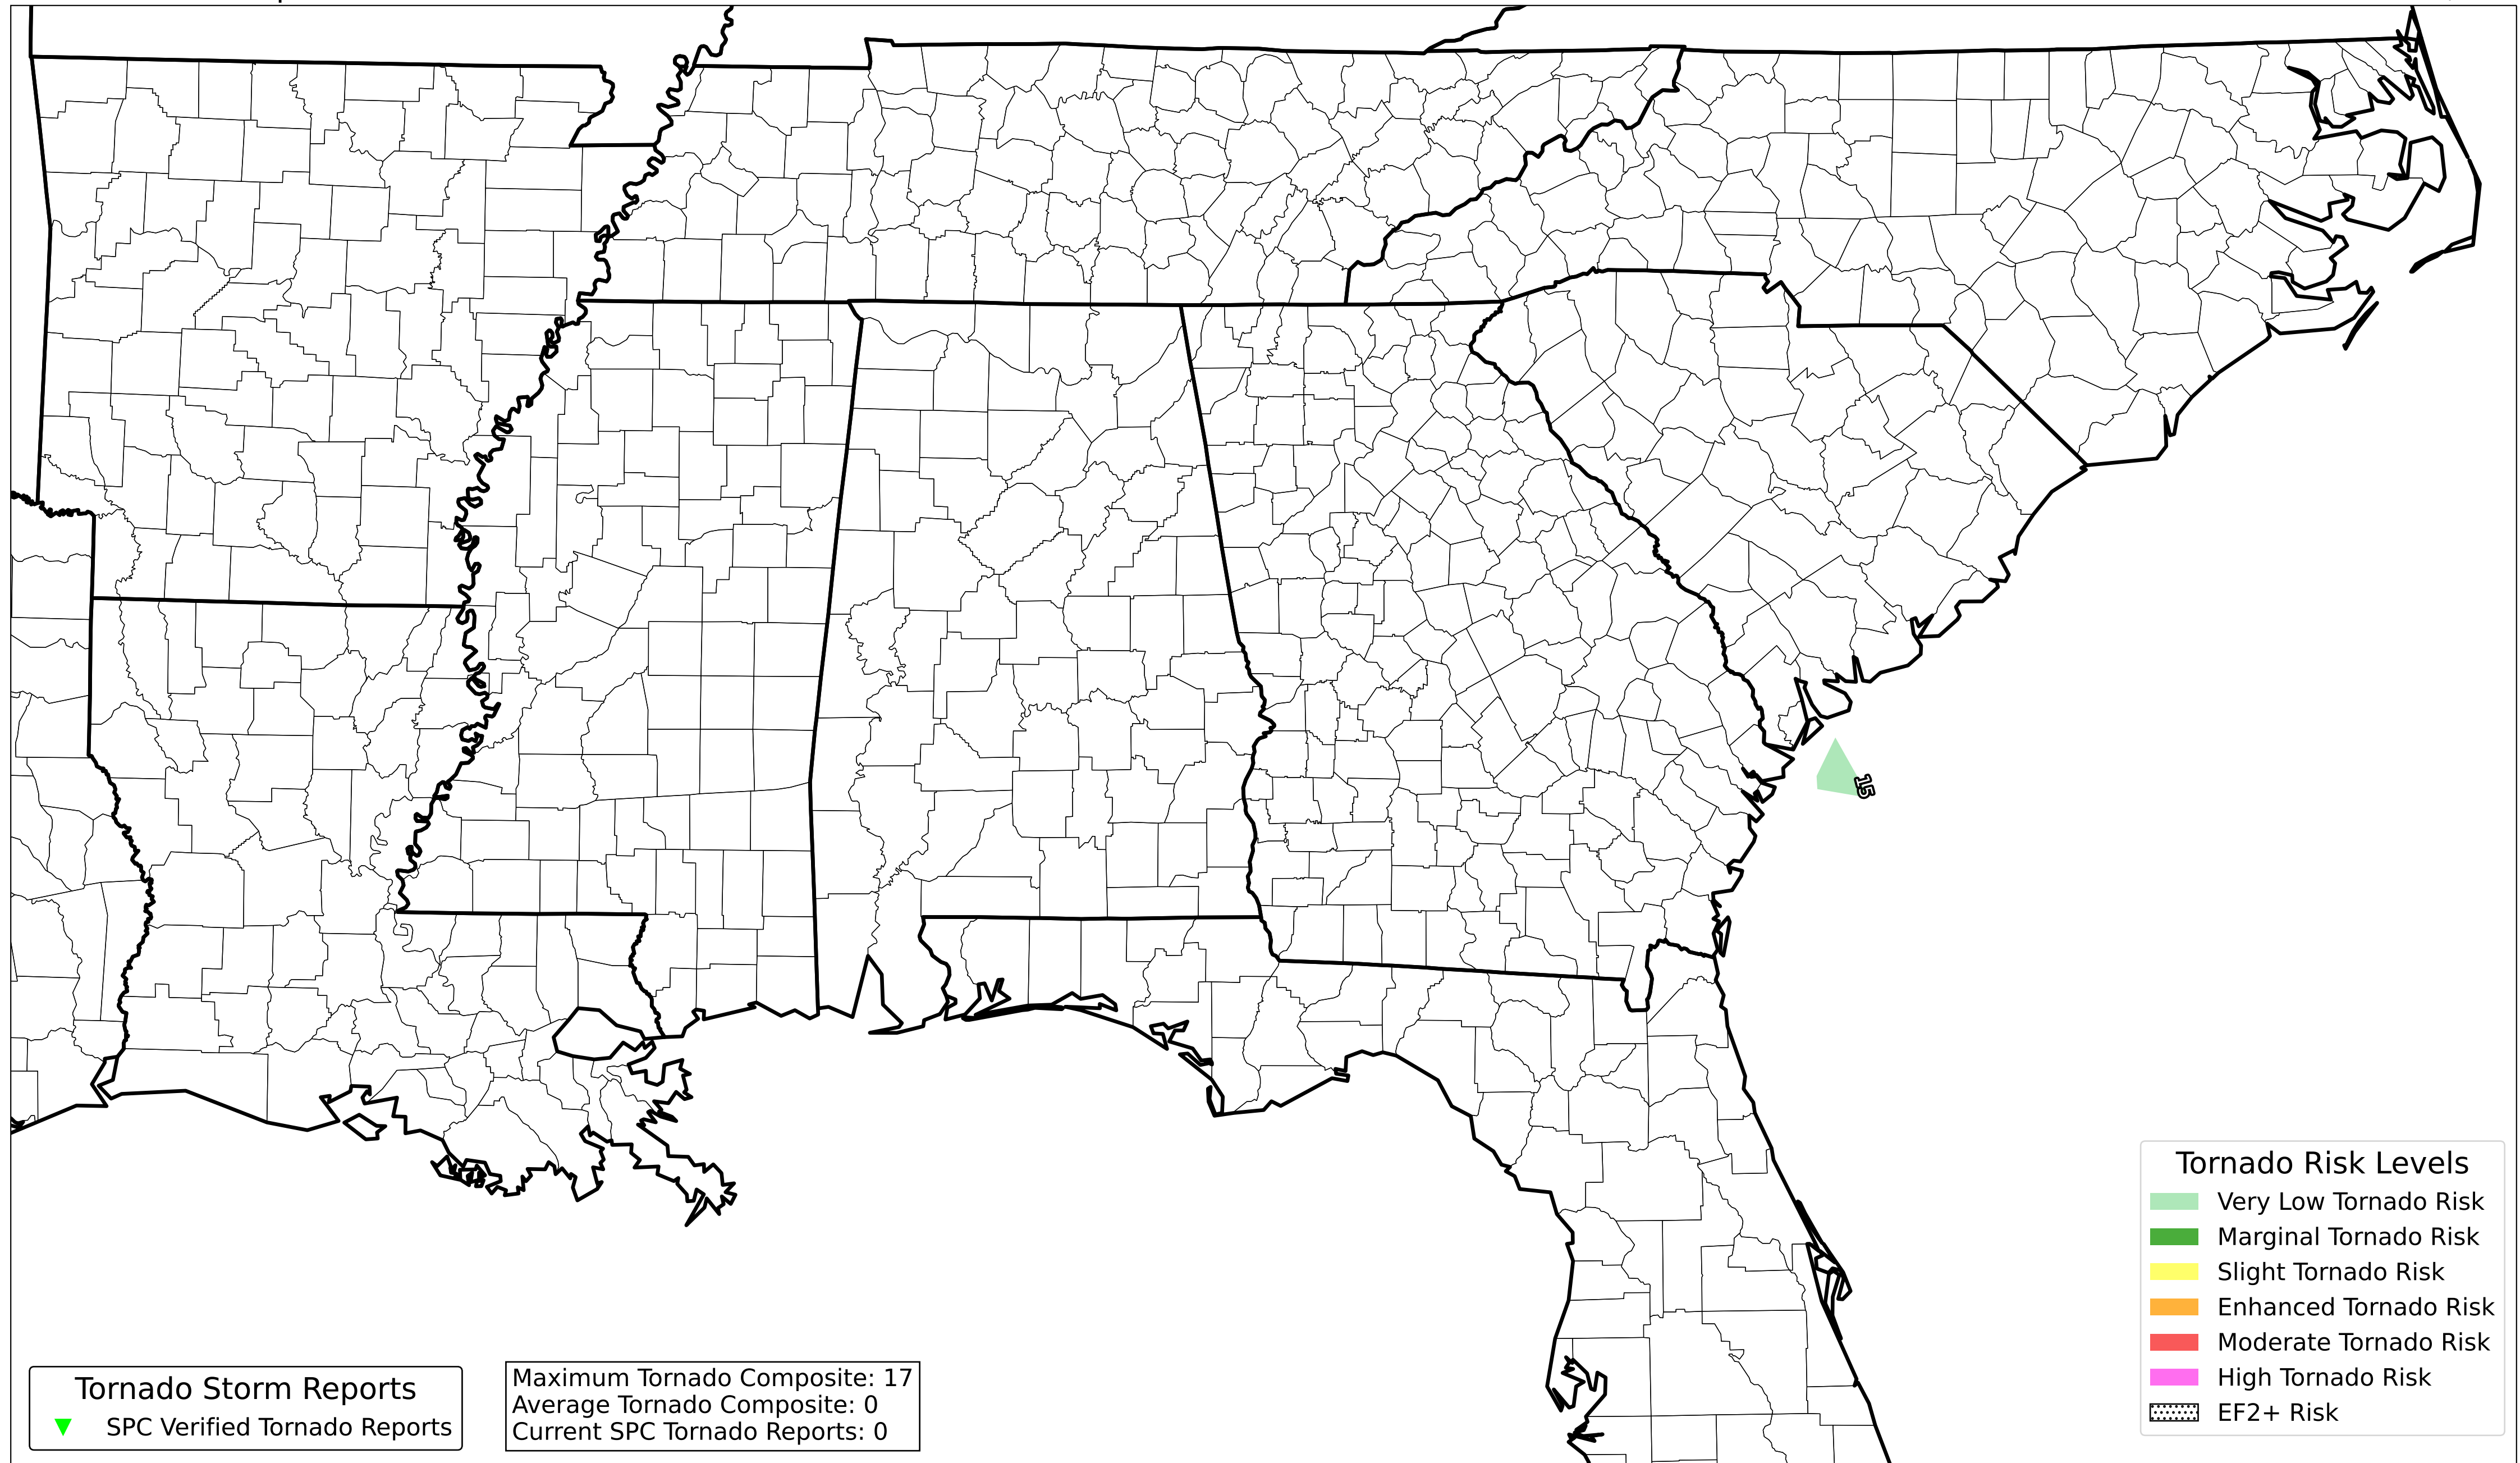 15
Tornado Risk Levels
Very Low Tornado Risk
Marginal Tornado Risk
Slight Tornado Risk
Enhanced Tornado Risk
Moderate Tornado Risk
High Tornado Risk
EF2+ Risk
Tornado Storm Reports
SPC Verified Tornado Reports
Maximum Tornado Composite: 17
Average Tornado Composite: 0
Current SPC Tornado Reports: 0